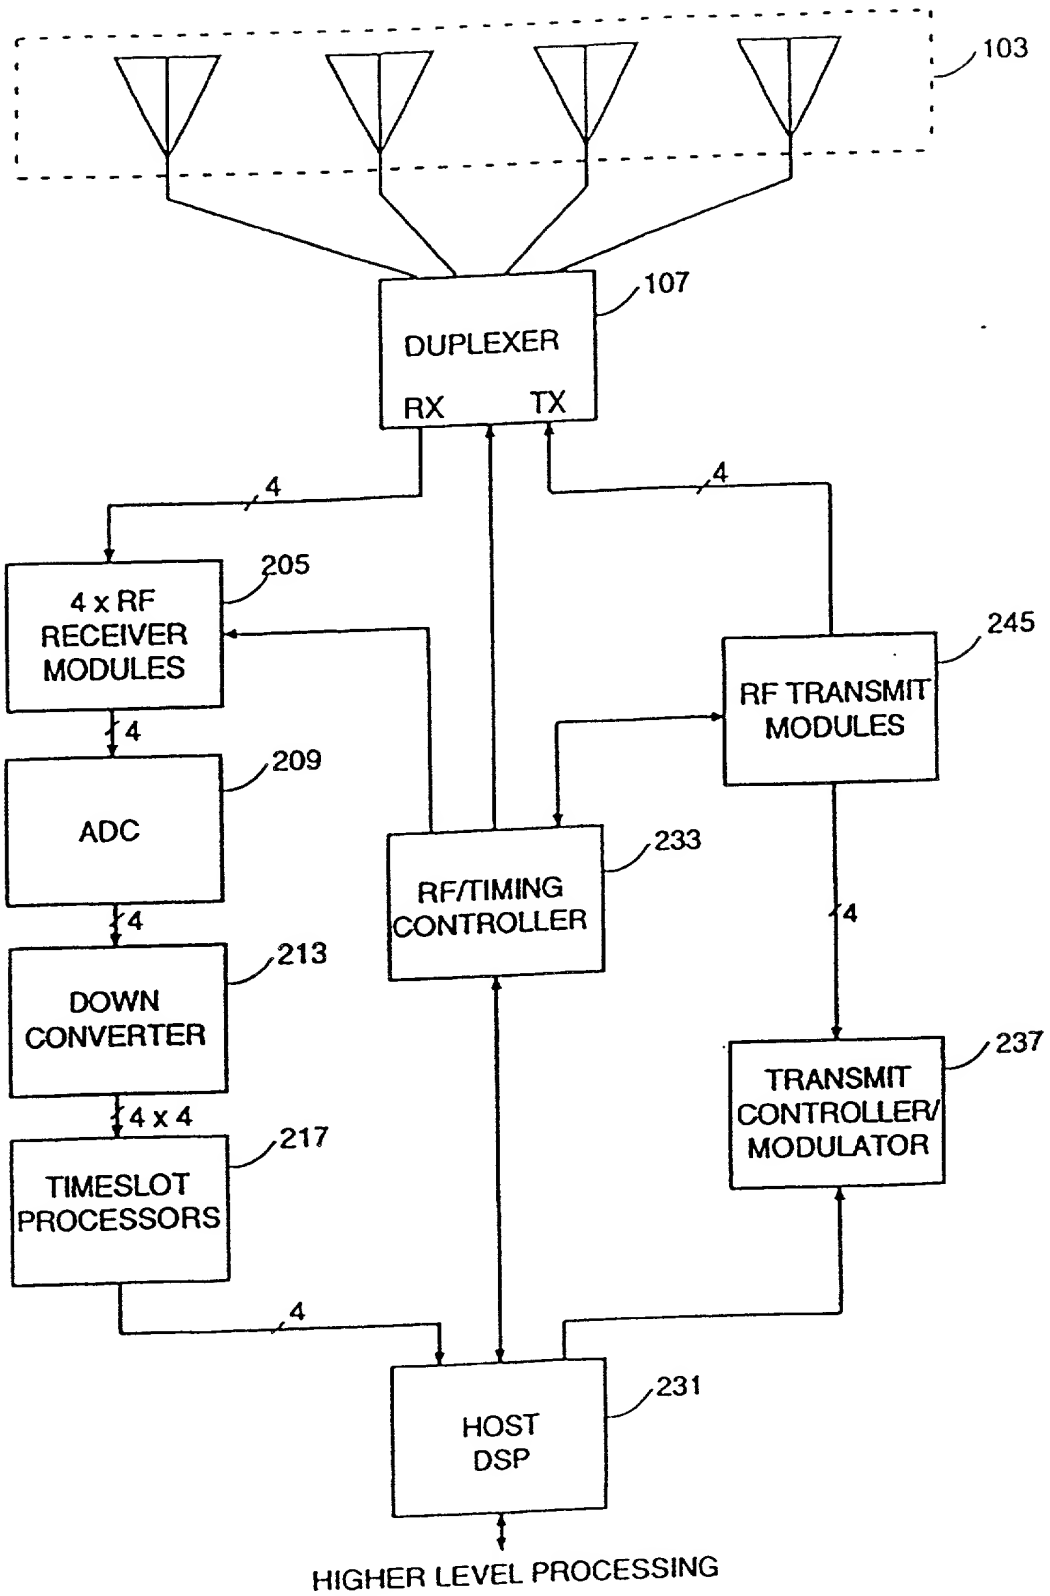 103
107
DUPLEXER
RX
TX
4
4
205
4 x RF
RECEIVER
MODULES
245
RF TRANSMIT
MODULES
4
209
ADC
233
RF/TIMING
CONTROLLER
4
4
213
DOWN
CONVERTER
237
TRANSMIT
CONTROLLER/
MODULATOR
4 x 4
217
TIMESLOT
PROCESSORS
4
231
HOST
DSP
HIGHER LEVEL PROCESSING